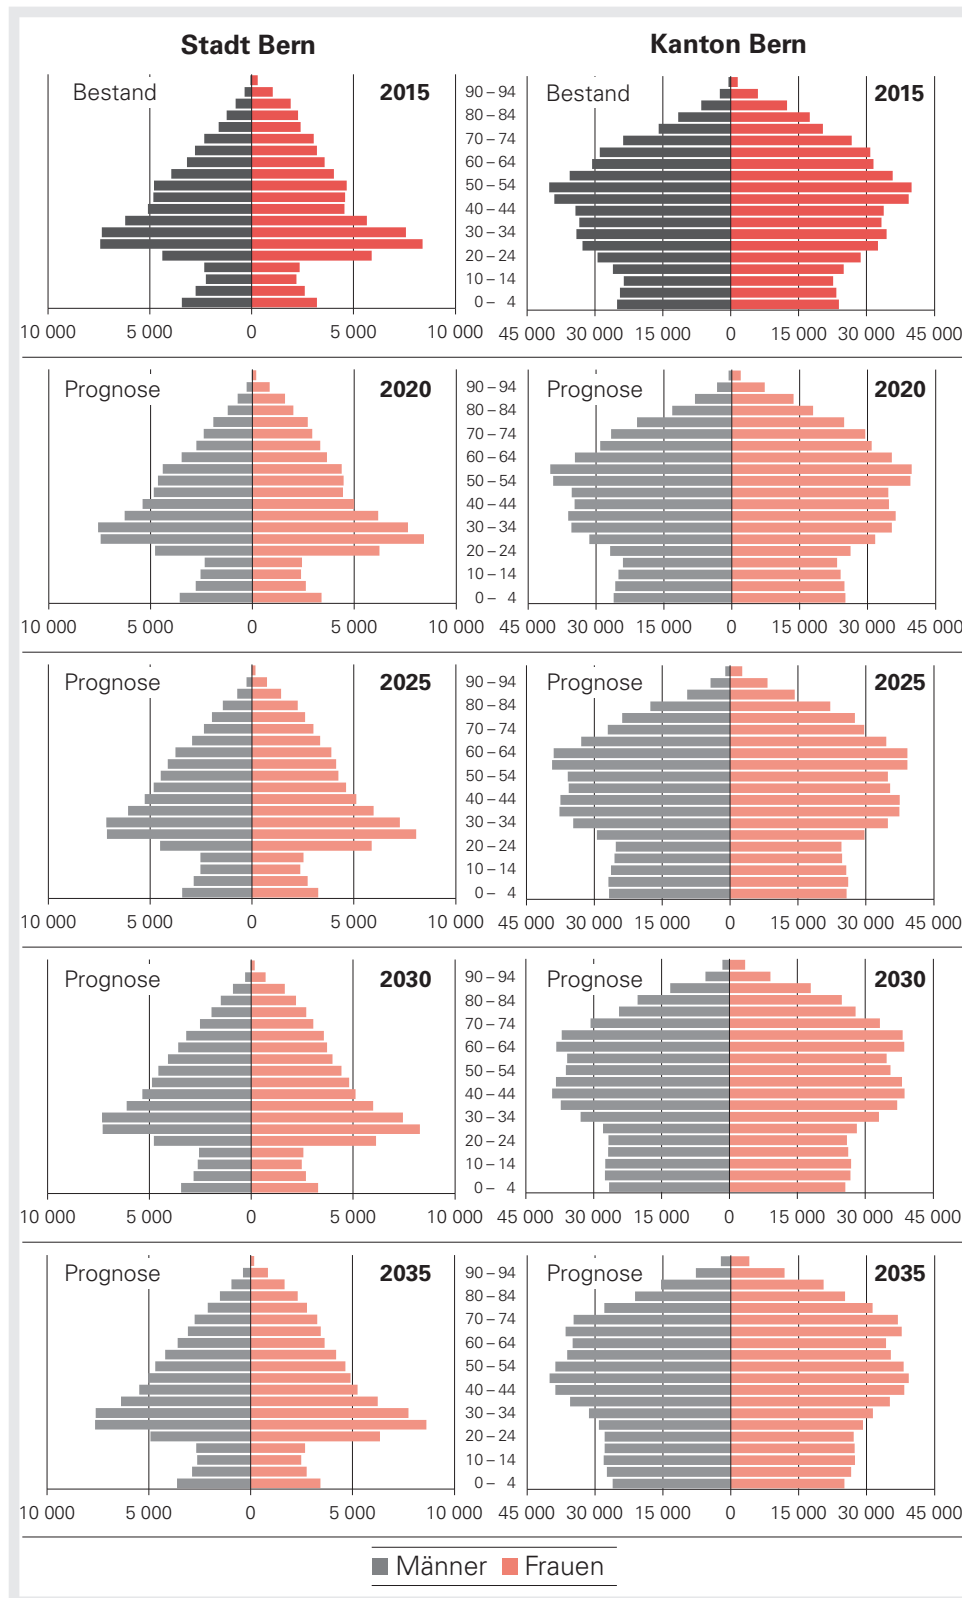 Stadt Bern Kanton Bern
Bestand 2015 90 – 94 Bestand 2015
80 – 84
70 – 74
60 – 64
50 – 54
40 – 44
30 – 34
20 – 24
10 – 14
0 – 4
10 000 5 000 0 5 000 10 000 45 000 30 000 15 000 0 15 000 30 000 45 000
Prognose 2020 90 – 94 Prognose 2020
80 – 84
70 – 74
60 – 64
50 – 54
40 – 44
30 – 34
20 – 24
10 – 14
0 – 4
10 000 5 000 0 5 000 10 000 45 000 30 000 15 000 0 15 000 30 000 45 000
Prognose 2025 90 – 94 Prognose 2025
80 – 84
70 – 74
60 – 64
50 – 54
40 – 44
30 – 34
20 – 24
10 – 14
0 – 4
10 000 5 000 0 5 000 10 000 45 000 30 000 15 000 0 15 000 30 000 45 000
Prognose 2030 90 – 94 Prognose 2030
80 – 84
70 – 74
60 – 64
50 – 54
40 – 44
30 – 34
20 – 24
10 – 14
0 – 4
10 000 5 000 0 5 000 10 000 45 000 30 000 15 000 0 15 000 30 000 45 000
Prognose 2035 90 – 94 Prognose 2035
80 – 84
70 – 74
60 – 64
50 – 54
40 – 44
30 – 34
20 – 24
10 – 14
0 – 4
10 000 5 000 0 5 000 10 000 45 000 30 000 15 000 0 15 000 30 000 45 000
Männer Frauen